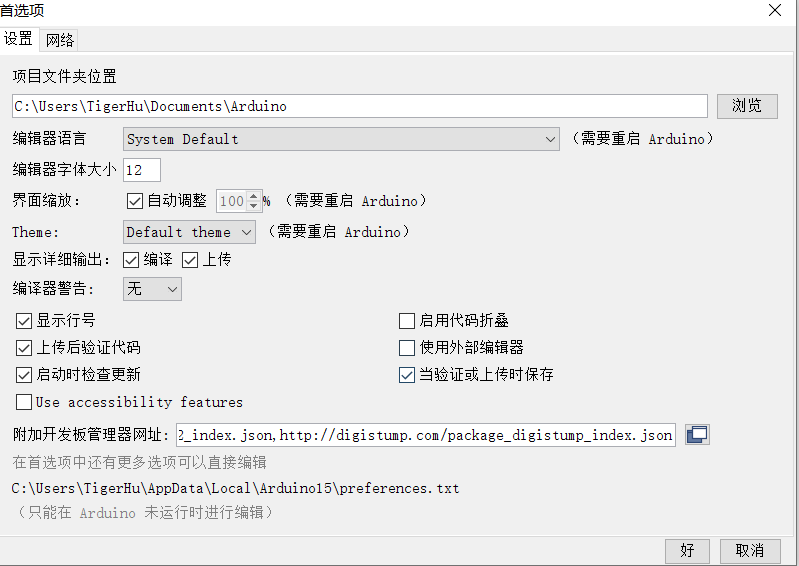 首选项
设置 网络
项目文件夹位置
C:\Users\TigerHu\Documents\Arduino 浏览
编辑器语言 System Default （需要重启 Arduino）
编辑器字体大小 12
界面缩放： 自动调整 100 % （需要重启 Arduino）
Theme: Default theme （需要重启 Arduino）
显示详细输出： 编译 上传
编译器警告: 无
显示行号 启用代码折叠
上传后验证代码 使用外部编辑器
启动时检查更新 当验证或上传时保存
Use accessibility features
附加开发板管理器网址: 2_index.json,http://digistump.com/package_digistump_index.json
在首选项中还有更多选项可以直接编辑
C:\Users\TigerHu\AppData\Local\Arduino15\preferences.txt
（只能在 Arduino 未运行时进行编辑）
好 取消